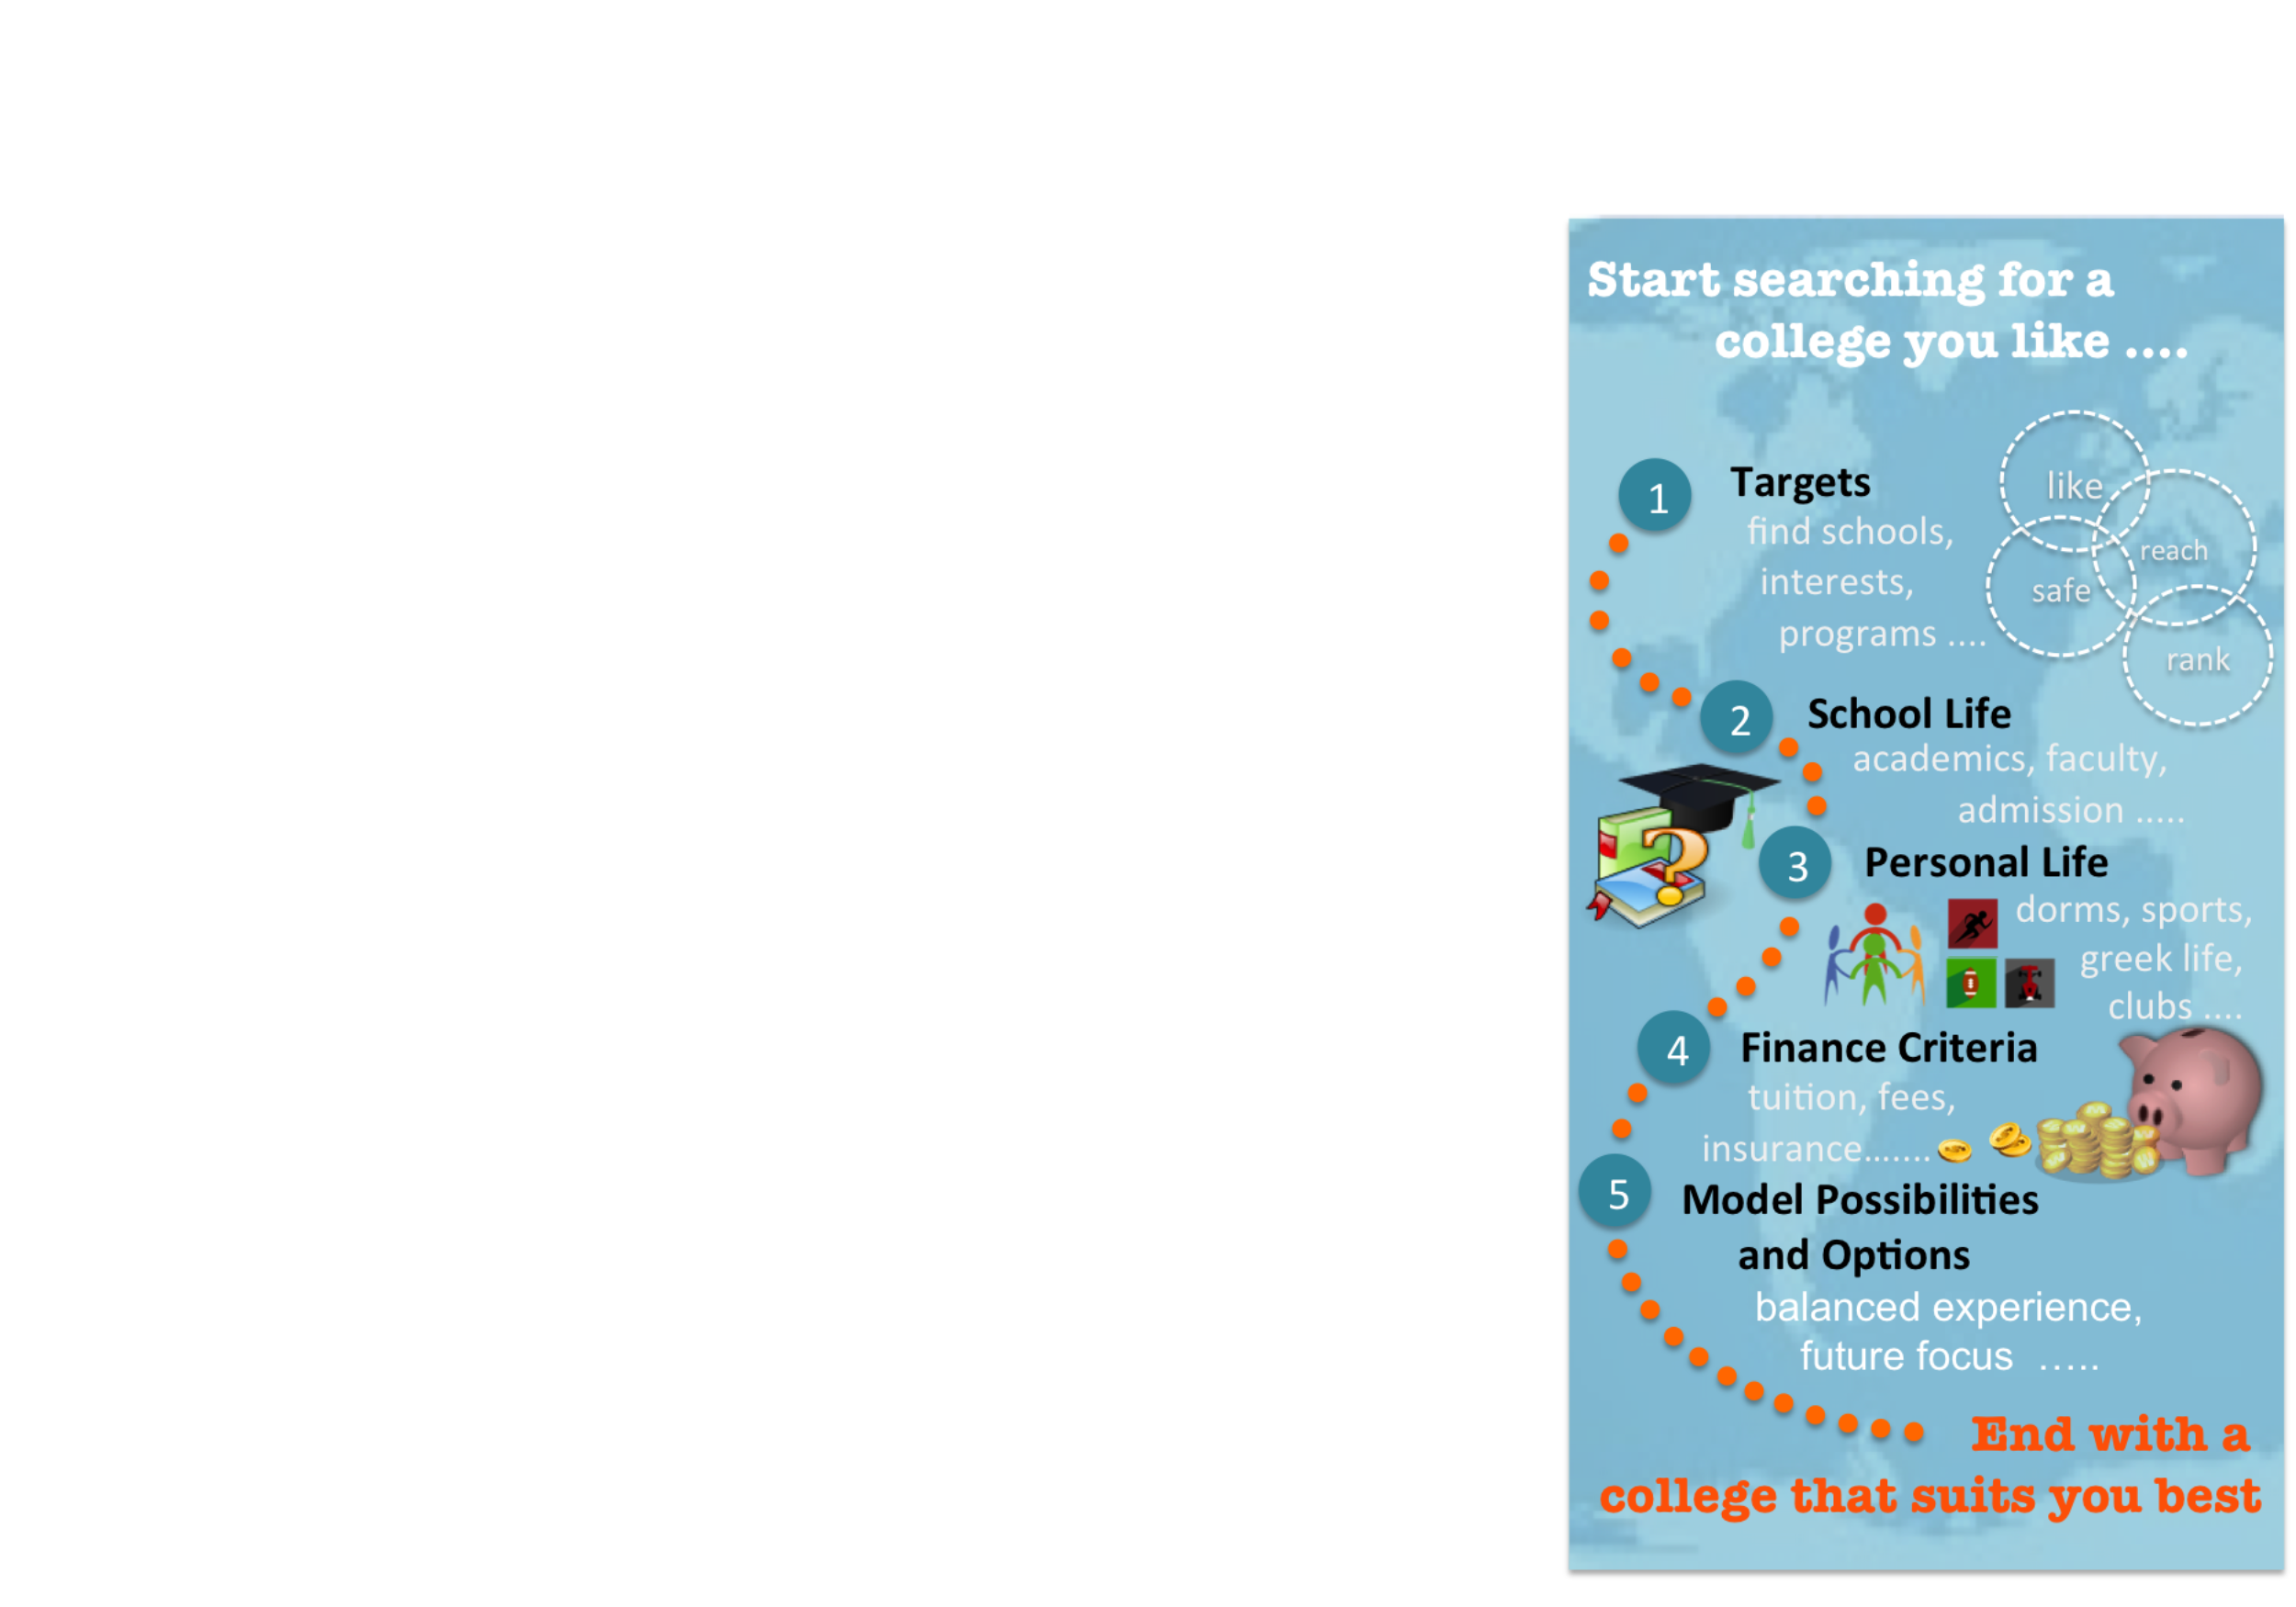 Start searching for a
college you like ....
1
Targets
find schools,
interests,
programs ....
like
reach
safe
rank
2
School Life
academics, faculty,
admission .....
3
Personal Life
dorms, sports,
greek life,
clubs ....
4
Finance Criteria
tuition, fees,
insurance.......
5
Model Possibilities
and Options
balanced experience,
future focus .....
End with a
college that suits you best